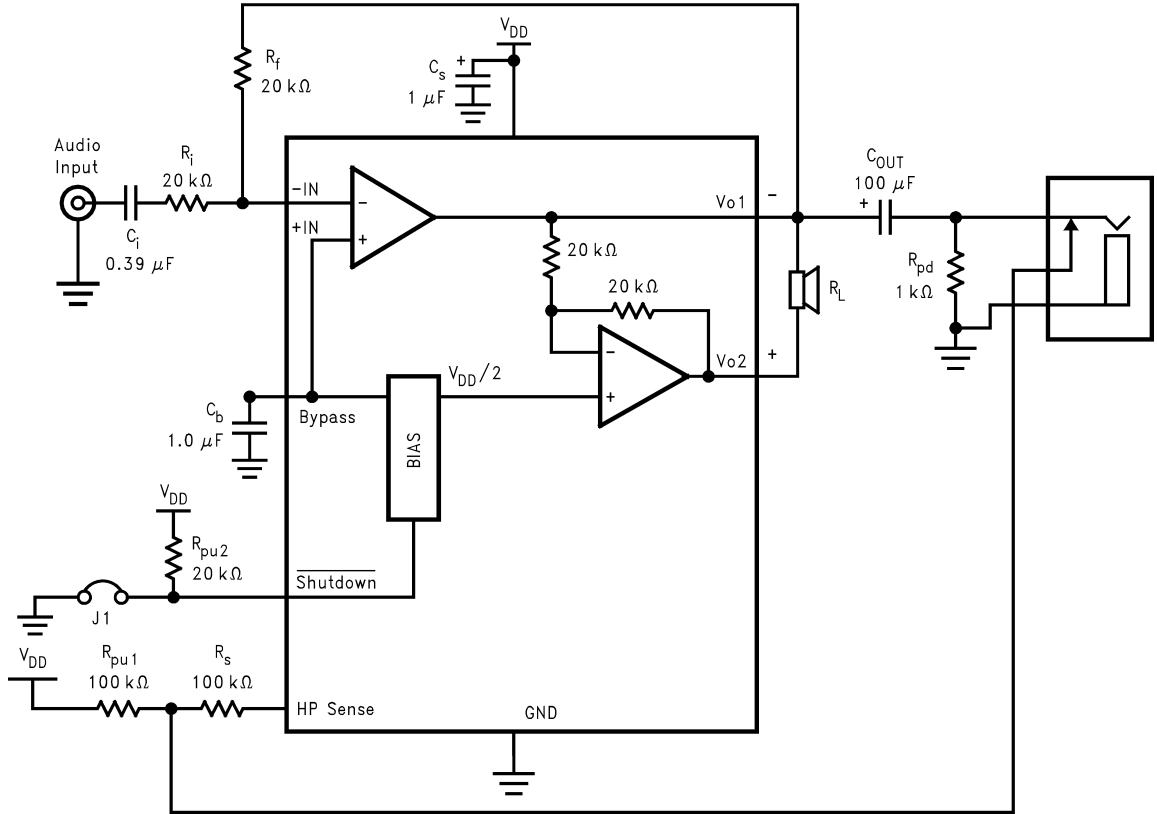 V_DD
R_f
20 kΩ
+
C_s
1 μF
Audio
Input
R_i
20 kΩ
C_i
0.39 μF
−IN
+IN
−
+
Vo1
−
C_OUT
100 μF
+
20 kΩ
20 kΩ
R_L
R_pd
1 kΩ
−
+
Vo2
+
V_DD/2
C_b
1.0 μF
Bypass
BIAS
V_DD
R_pu2
20 kΩ
Shutdown
J1
V_DD
R_pu1
100 kΩ
R_s
100 kΩ
HP Sense
GND